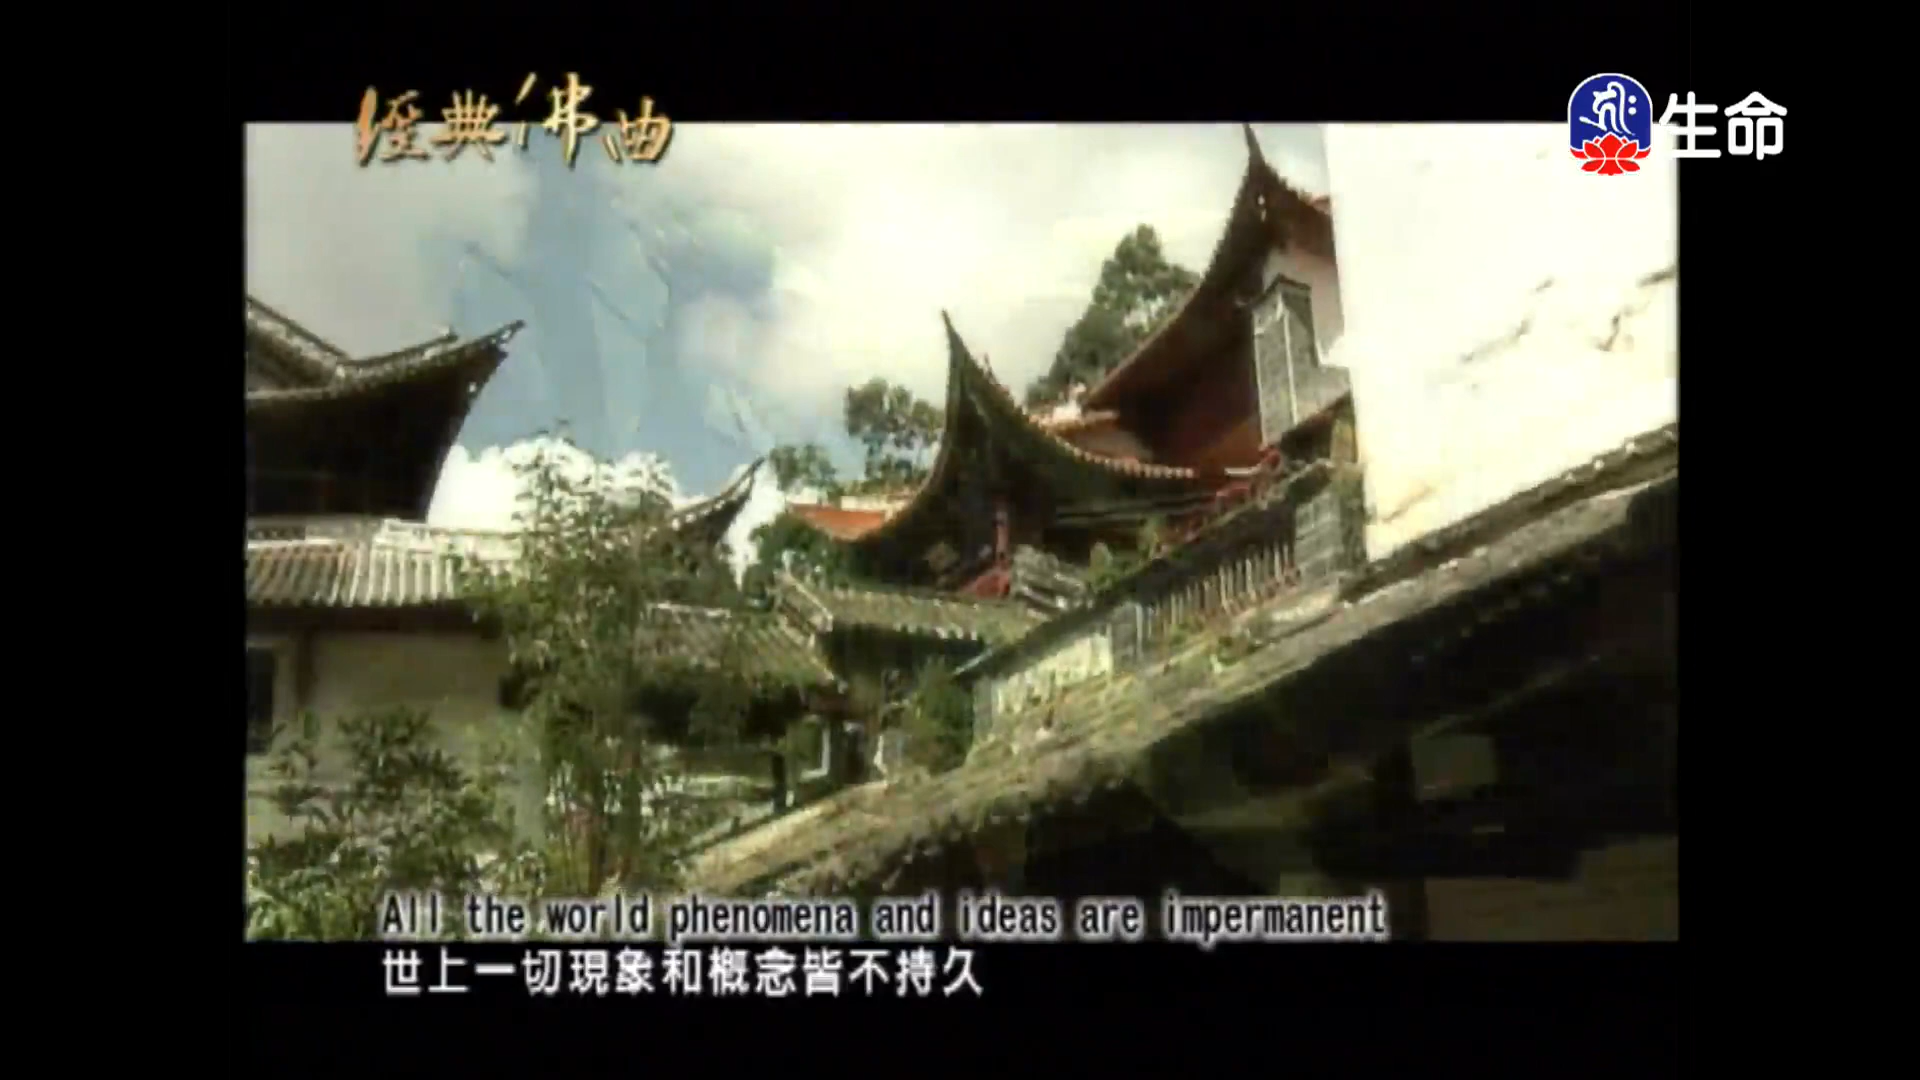 經典佛曲
生命
All the world phenomena and ideas are impermanent
世上一切現象和概念皆不持久